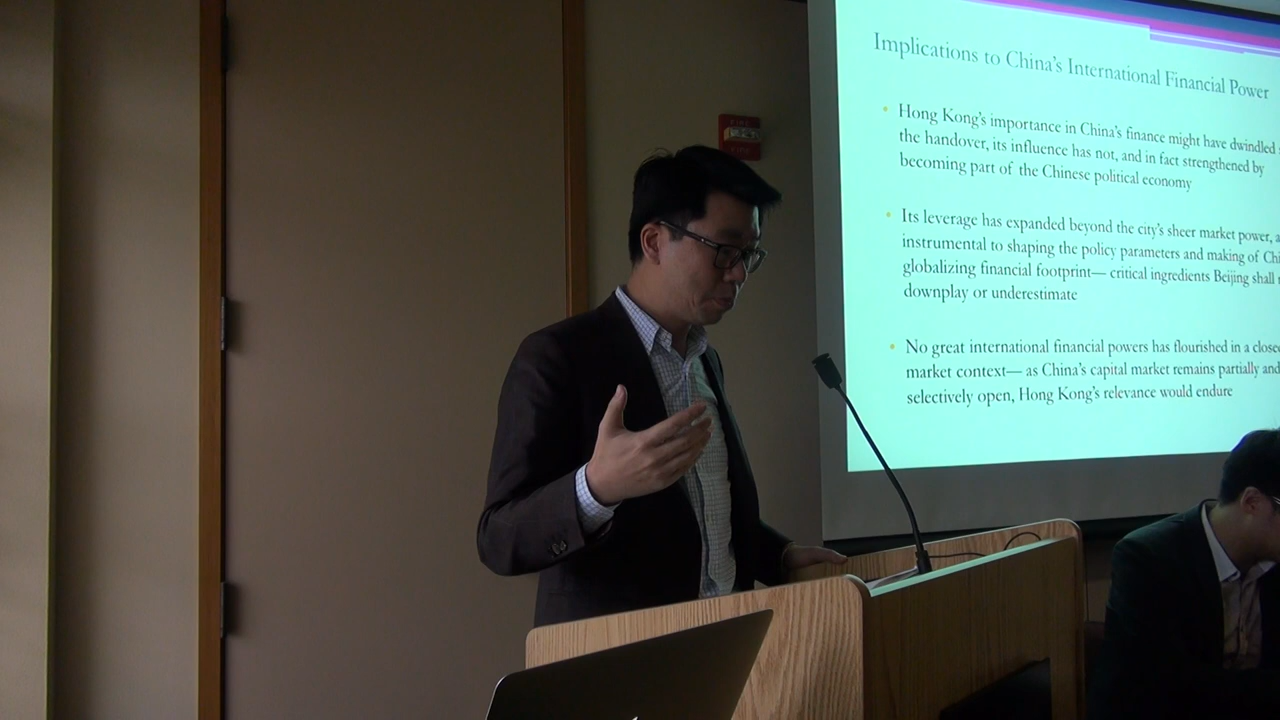 Implications to China's International Financial Power
Hong Kong's importance in China's finance might have dwindled
the handover, its influence has not, and in fact strengthened by
becoming part of the Chinese political economy
Its leverage has expanded beyond the city's sheer market power,
instrumental to shaping the policy parameters and making of
globalizing financial footprint— critical ingredients Beijing shall
downplay or underestimate
No great international financial powers has flourished in a
market context— as China's capital market remains partially and
selectively open, Hong Kong's relevance would endure
FIRE